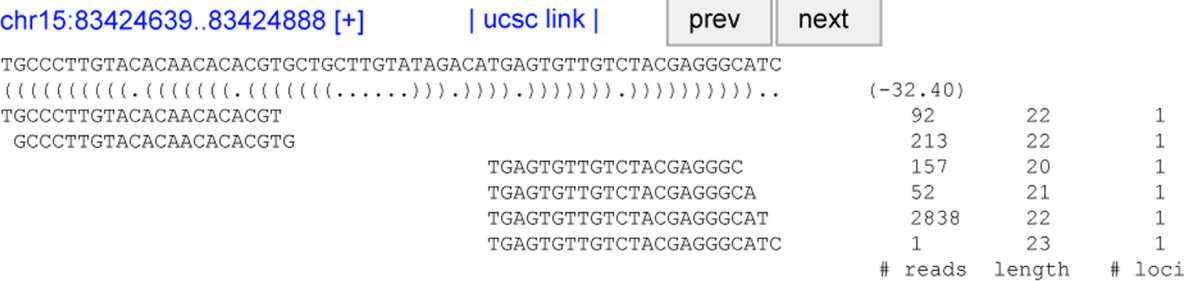 chr15:83424639..83424888 [+] | ucsc link | prev next
TGCCCTTGTACACAACACACGTGCTGCTTGTATAGACATGAGTGTTGTCTACGAGGGCATC
((((((((((.(((((((.(((((((......))).)))).))))))).)))))))))).. (-32.40)
TGCCCTTGTACACAACACACGT 92 22 1
GCCCTTGTACACAACACACGTG 213 22 1
TGAGTGTTGTCTACGAGGGC 157 20 1
TGAGTGTTGTCTACGAGGGCA 52 21 1
TGAGTGTTGTCTACGAGGGCAT 2838 22 1
TGAGTGTTGTCTACGAGGGCATC 1 23 1
# reads length # loci